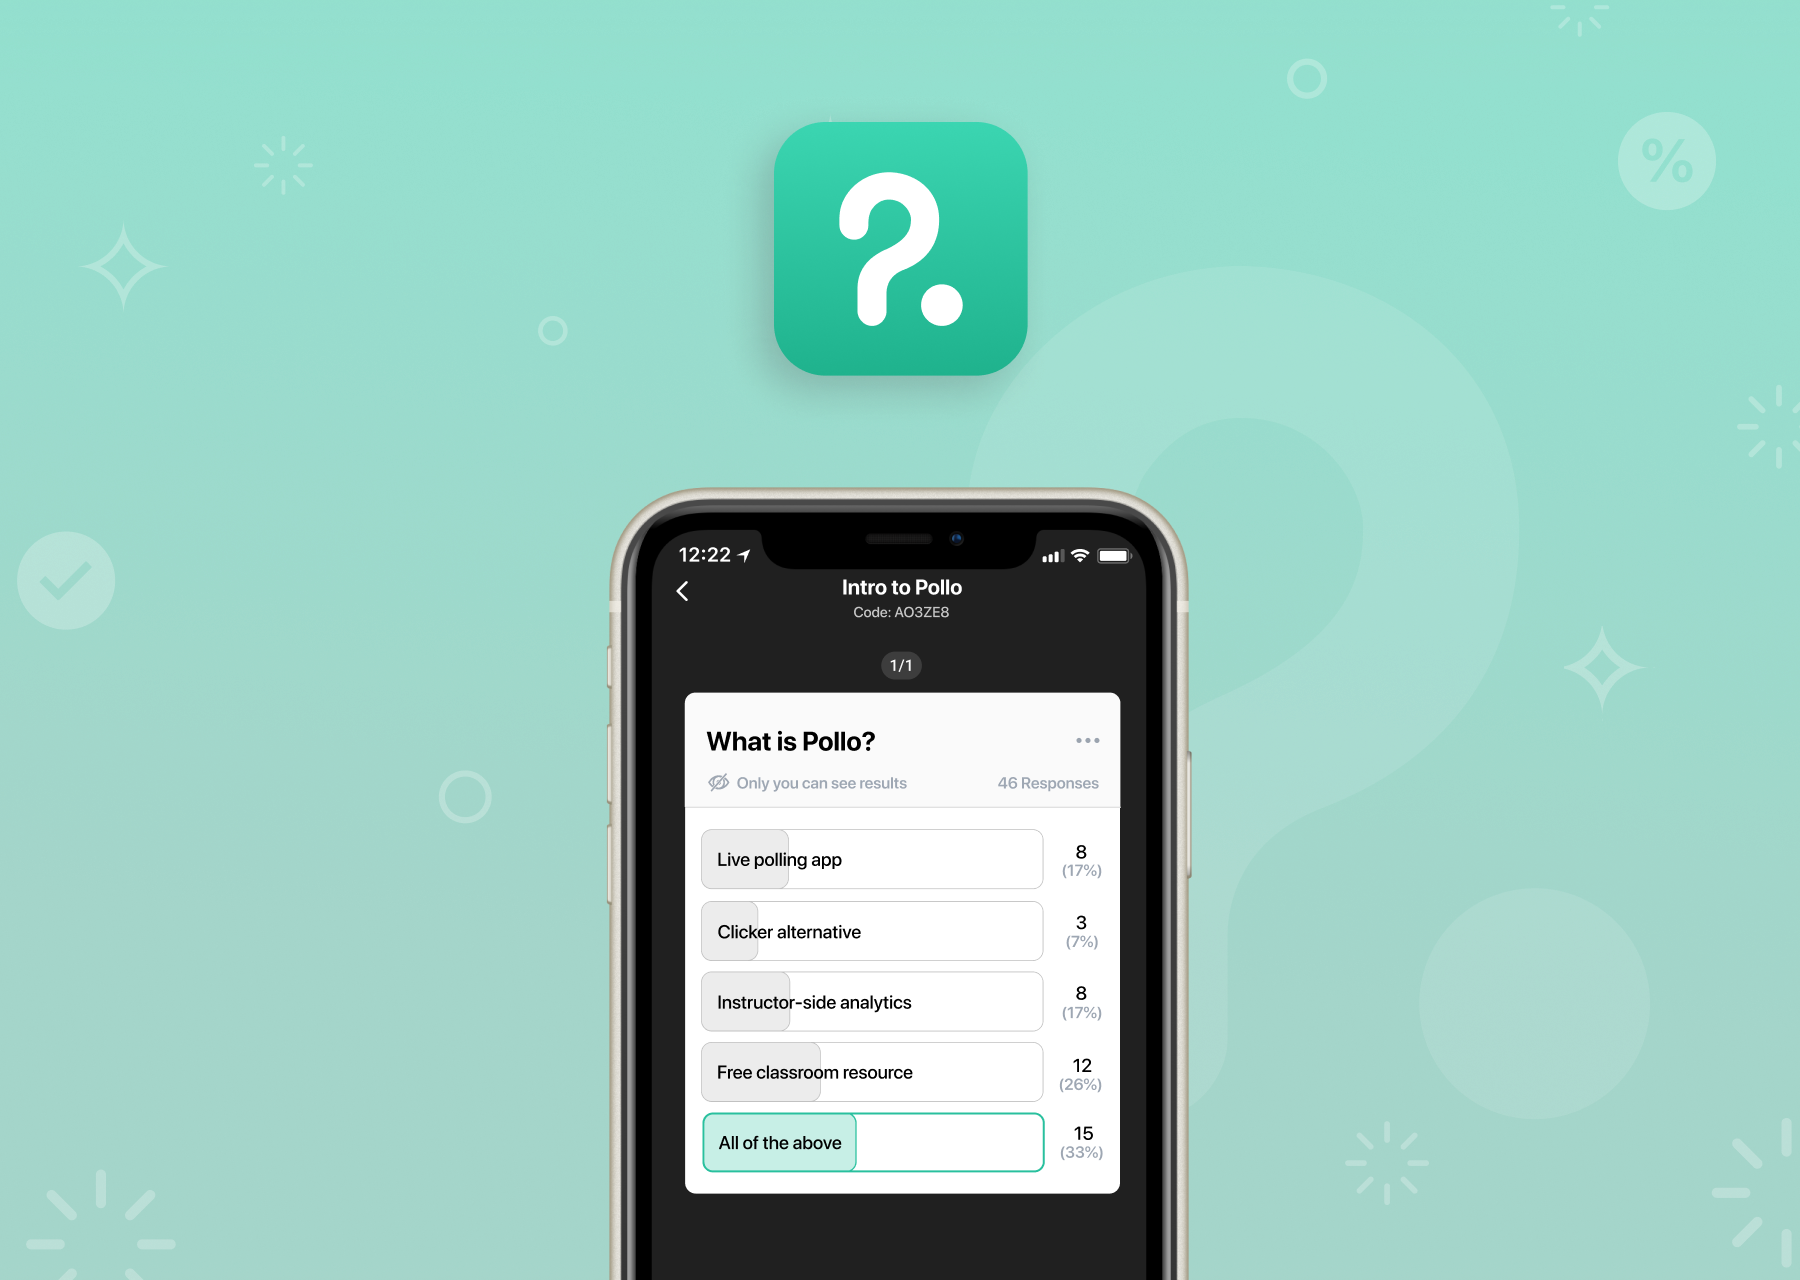 %
?.
12:22
Intro to Pollo
Code: AO3ZE8
1/1
What is Pollo?
Only you can see results
46 Responses
Live polling app
8
(17%)
Clicker alternative
3
(7%)
Instructor-side analytics
8
(17%)
Free classroom resource
12
(26%)
All of the above
15
(33%)